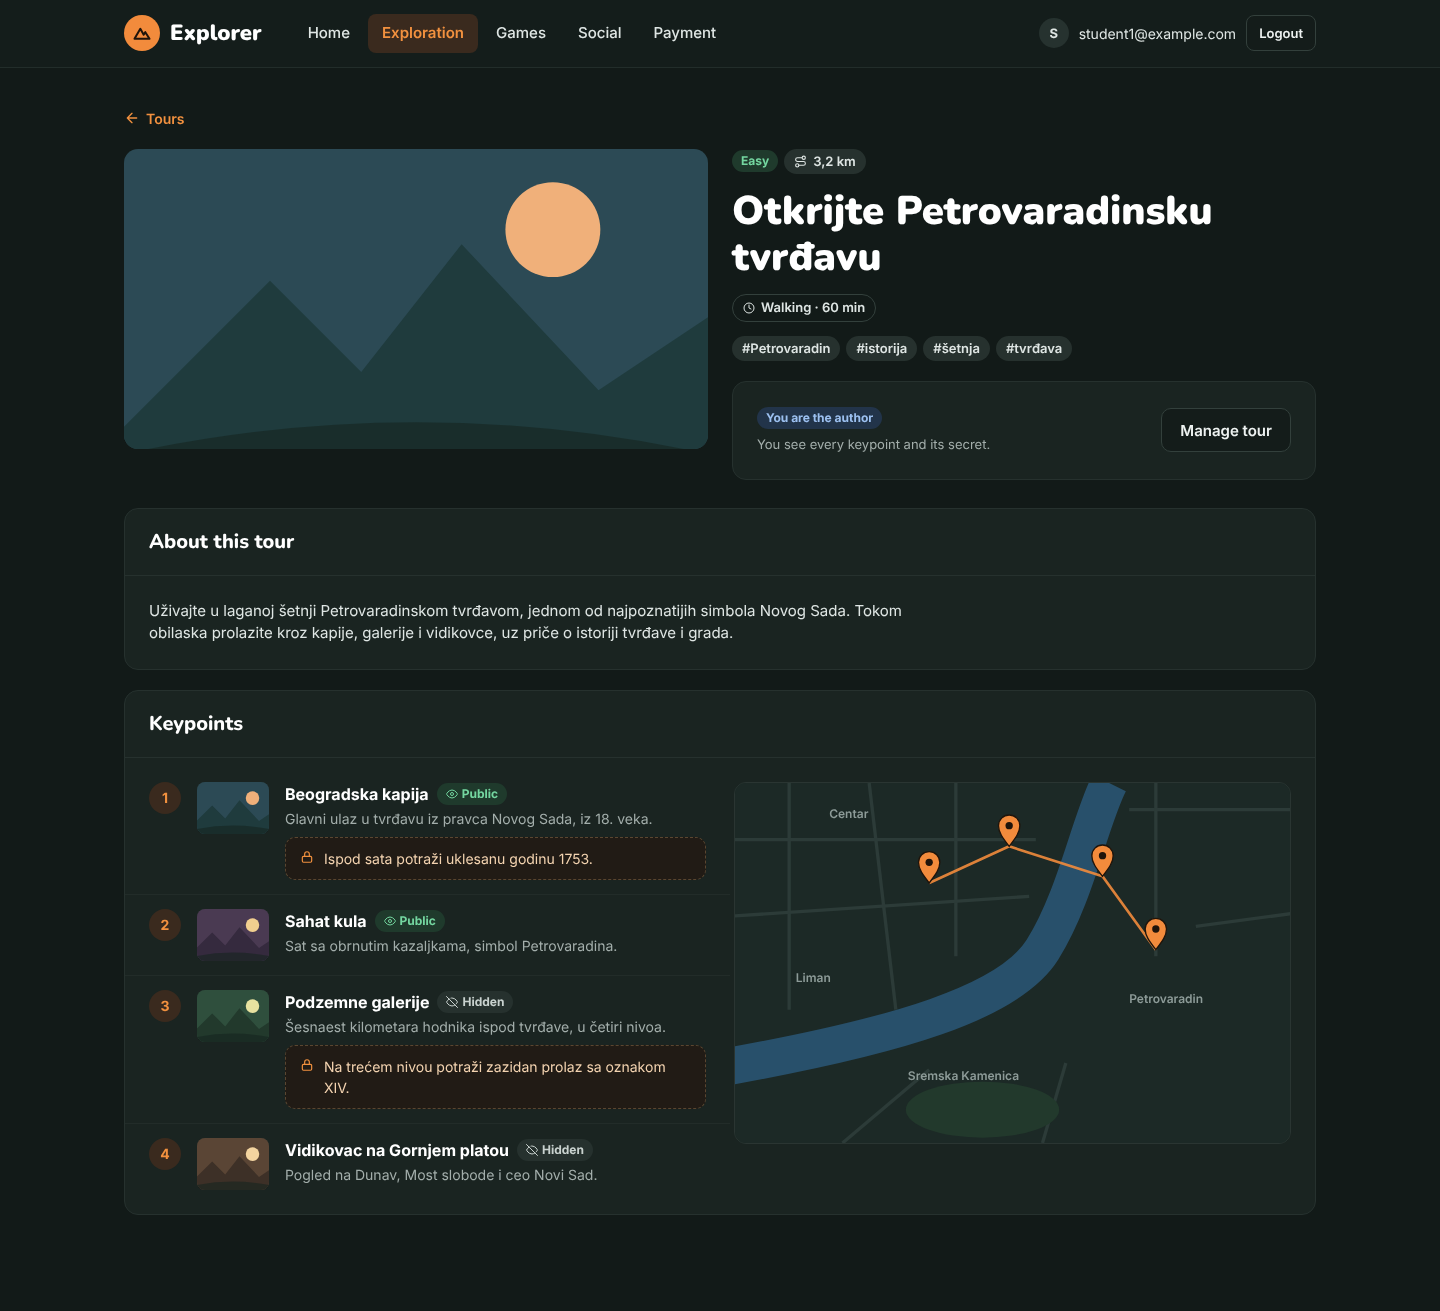 Explorer
Home
Exploration
Games
Social
Payment
S
student1@example.com
Logout
Tours
Easy
3,2 km
Otkrijte Petrovaradinsku
tvrđavu
Walking · 60 min
#Petrovaradin
#istorija
#šetnja
#tvrđava
You are the author
You see every keypoint and its secret.
Manage tour
About this tour
Uživajte u laganoj šetnji Petrovaradinskom tvrđavom, jednom od najpoznatijih simbola Novog Sada. Tokom
obilaska prolazite kroz kapije, galerije i vidikovce, uz priče o istoriji tvrđave i grada.
Keypoints
1
Beogradska kapija
Public
Glavni ulaz u tvrđavu iz pravca Novog Sada, iz 18. veka.
Ispod sata potraži uklesanu godinu 1753.
2
Sahat kula
Public
Sat sa obrnutim kazaljkama, simbol Petrovaradina.
3
Podzemne galerije
Hidden
Šesnaest kilometara hodnika ispod tvrđave, u četiri nivoa.
Na trećem nivou potraži zazidan prolaz sa oznakom
XIV.
4
Vidikovac na Gornjem platou
Hidden
Pogled na Dunav, Most slobode i ceo Novi Sad.
Centar
Liman
Petrovaradin
Sremska Kamenica